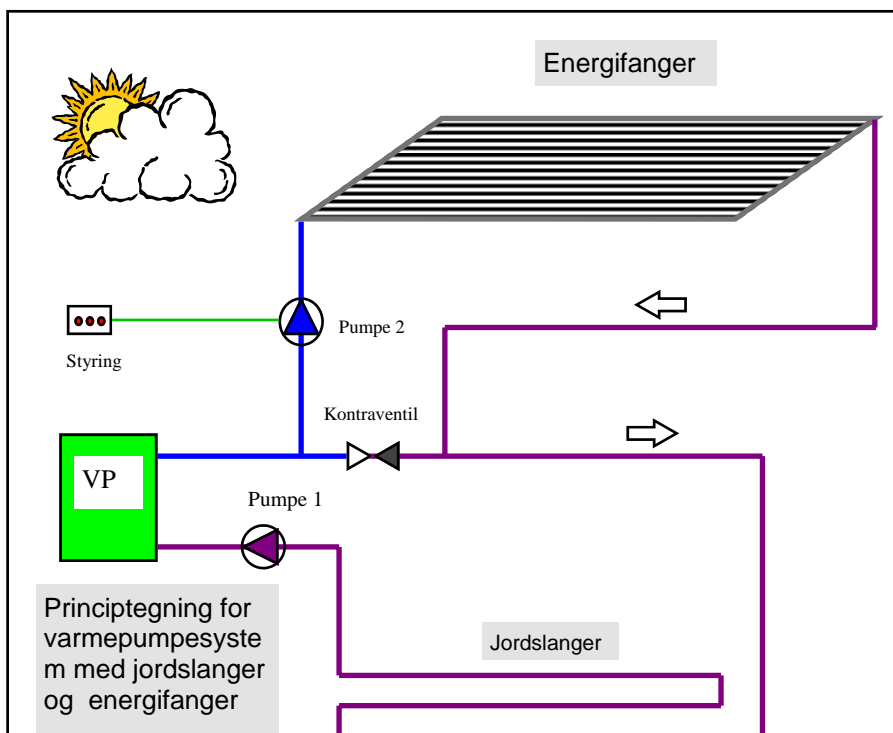 Energifanger
Pumpe 2
Styring
Kontraventil
VP
Pumpe 1
Principtegning for
varmepumpesyste
m med jordslanger
og energifanger
Jordslanger